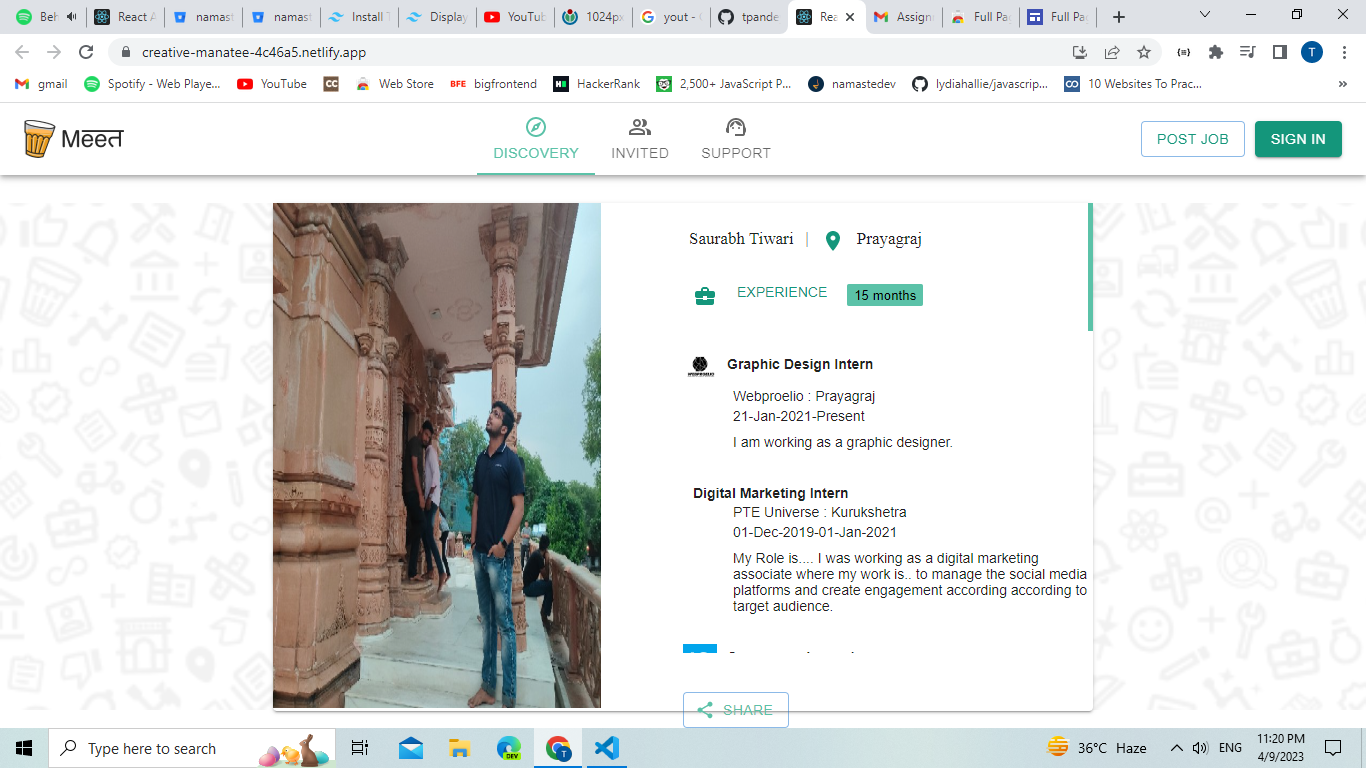 Beh
React A
namast
namast
Install T
Display
YouTub
1024px
yout - G
tpande
Rea
Assign
Full Pa
Full Pa
creative-manatee-4c46a5.netlify.app
T
gmail
Spotify - Web Playe...
YouTube
CC
Web Store
BFE bigfrontend
HackerRank
2,500+ JavaScript P...
namastedev
lydiahallie/javascrip...
10 Websites To Prac...
Meeत
DISCOVERY
INVITED
SUPPORT
POST JOB
SIGN IN
Saurabh Tiwari | Prayagraj
EXPERIENCE 15 months
WEBPROELIO
Graphic Design Intern
Webproelio : Prayagraj
21-Jan-2021-Present
I am working as a graphic designer.
Digital Marketing Intern
PTE Universe : Kurukshetra
01-Dec-2019-01-Jan-2021
My Role is.... I was working as a digital marketing
associate where my work is.. to manage the social media
platforms and create engagement according according to
target audience.
SHARE
Type here to search
DEV
T
36°C Haze
ENG
11:20 PM
4/9/2023